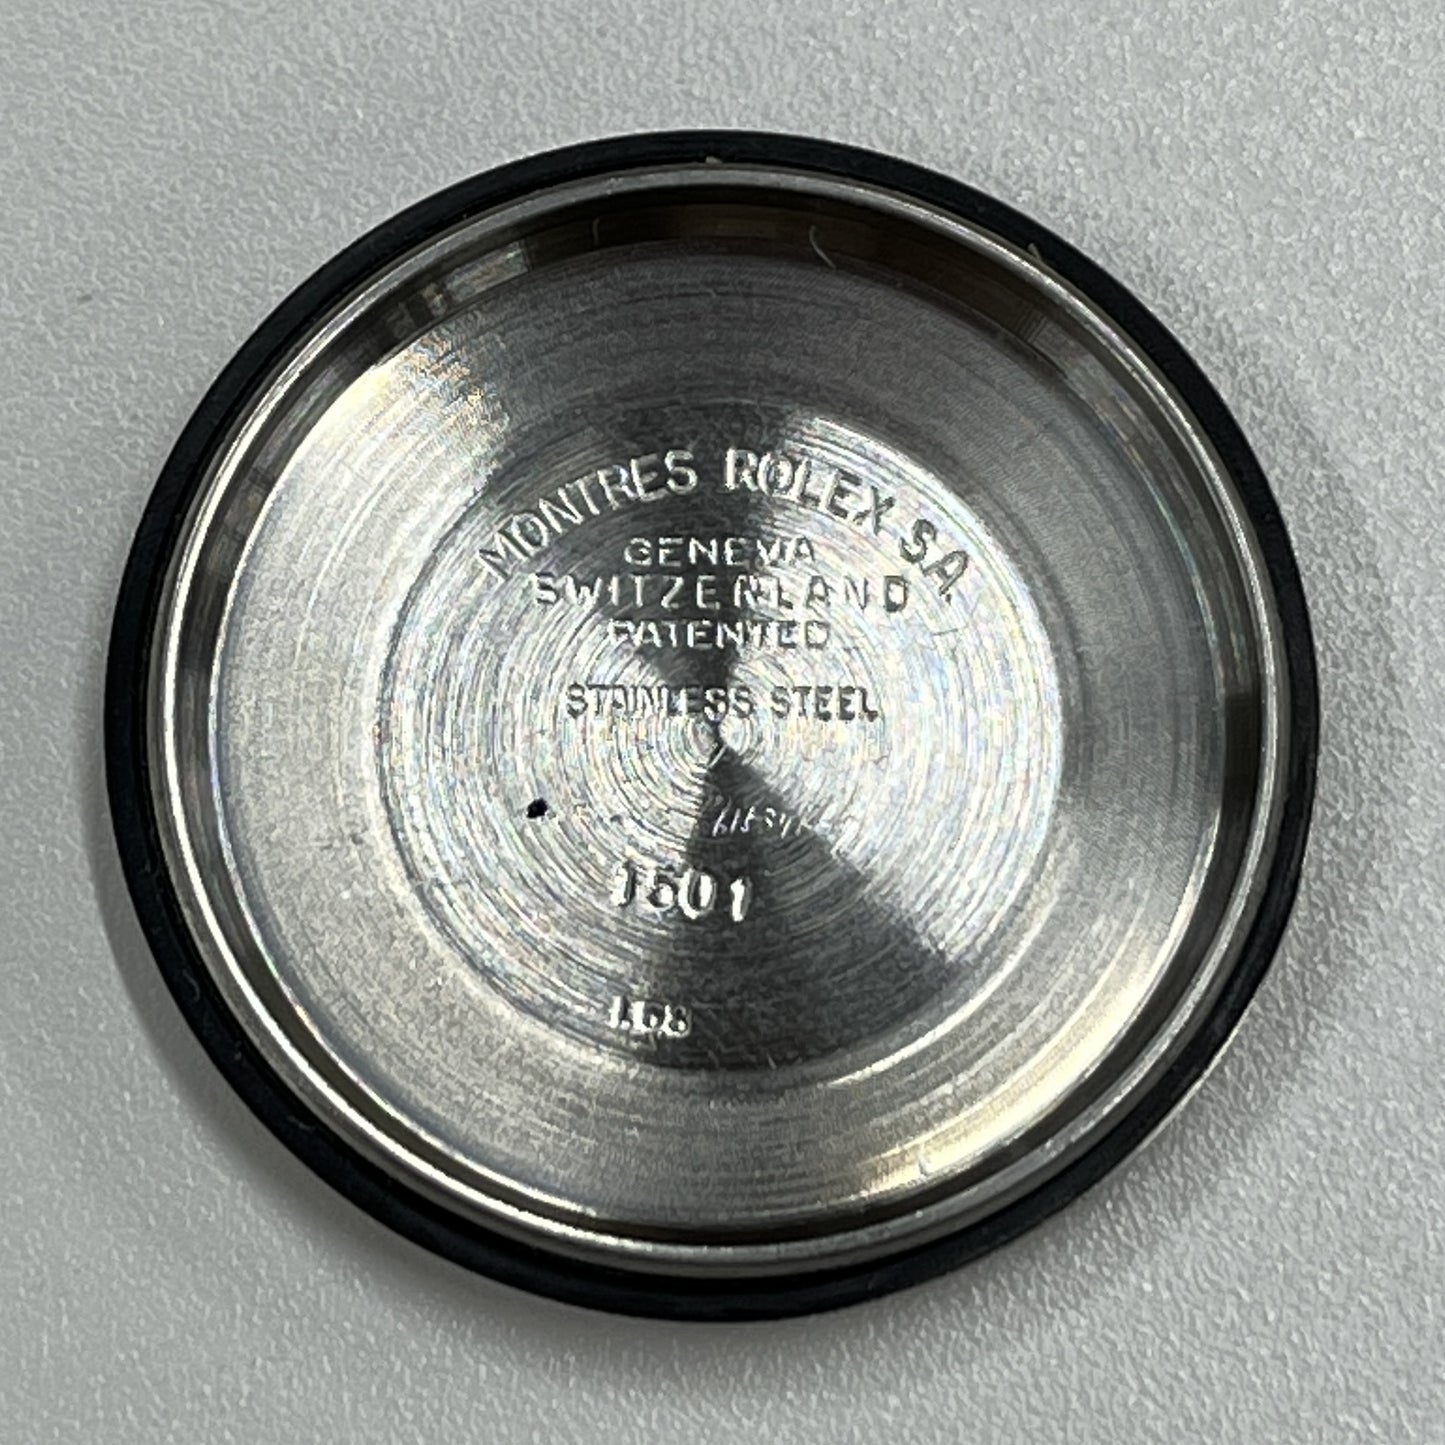 MONTRES ROLEX SA
GENEVA
SWITZERLAND
PATENTED
STAINLESS STEEL
1501
I.68